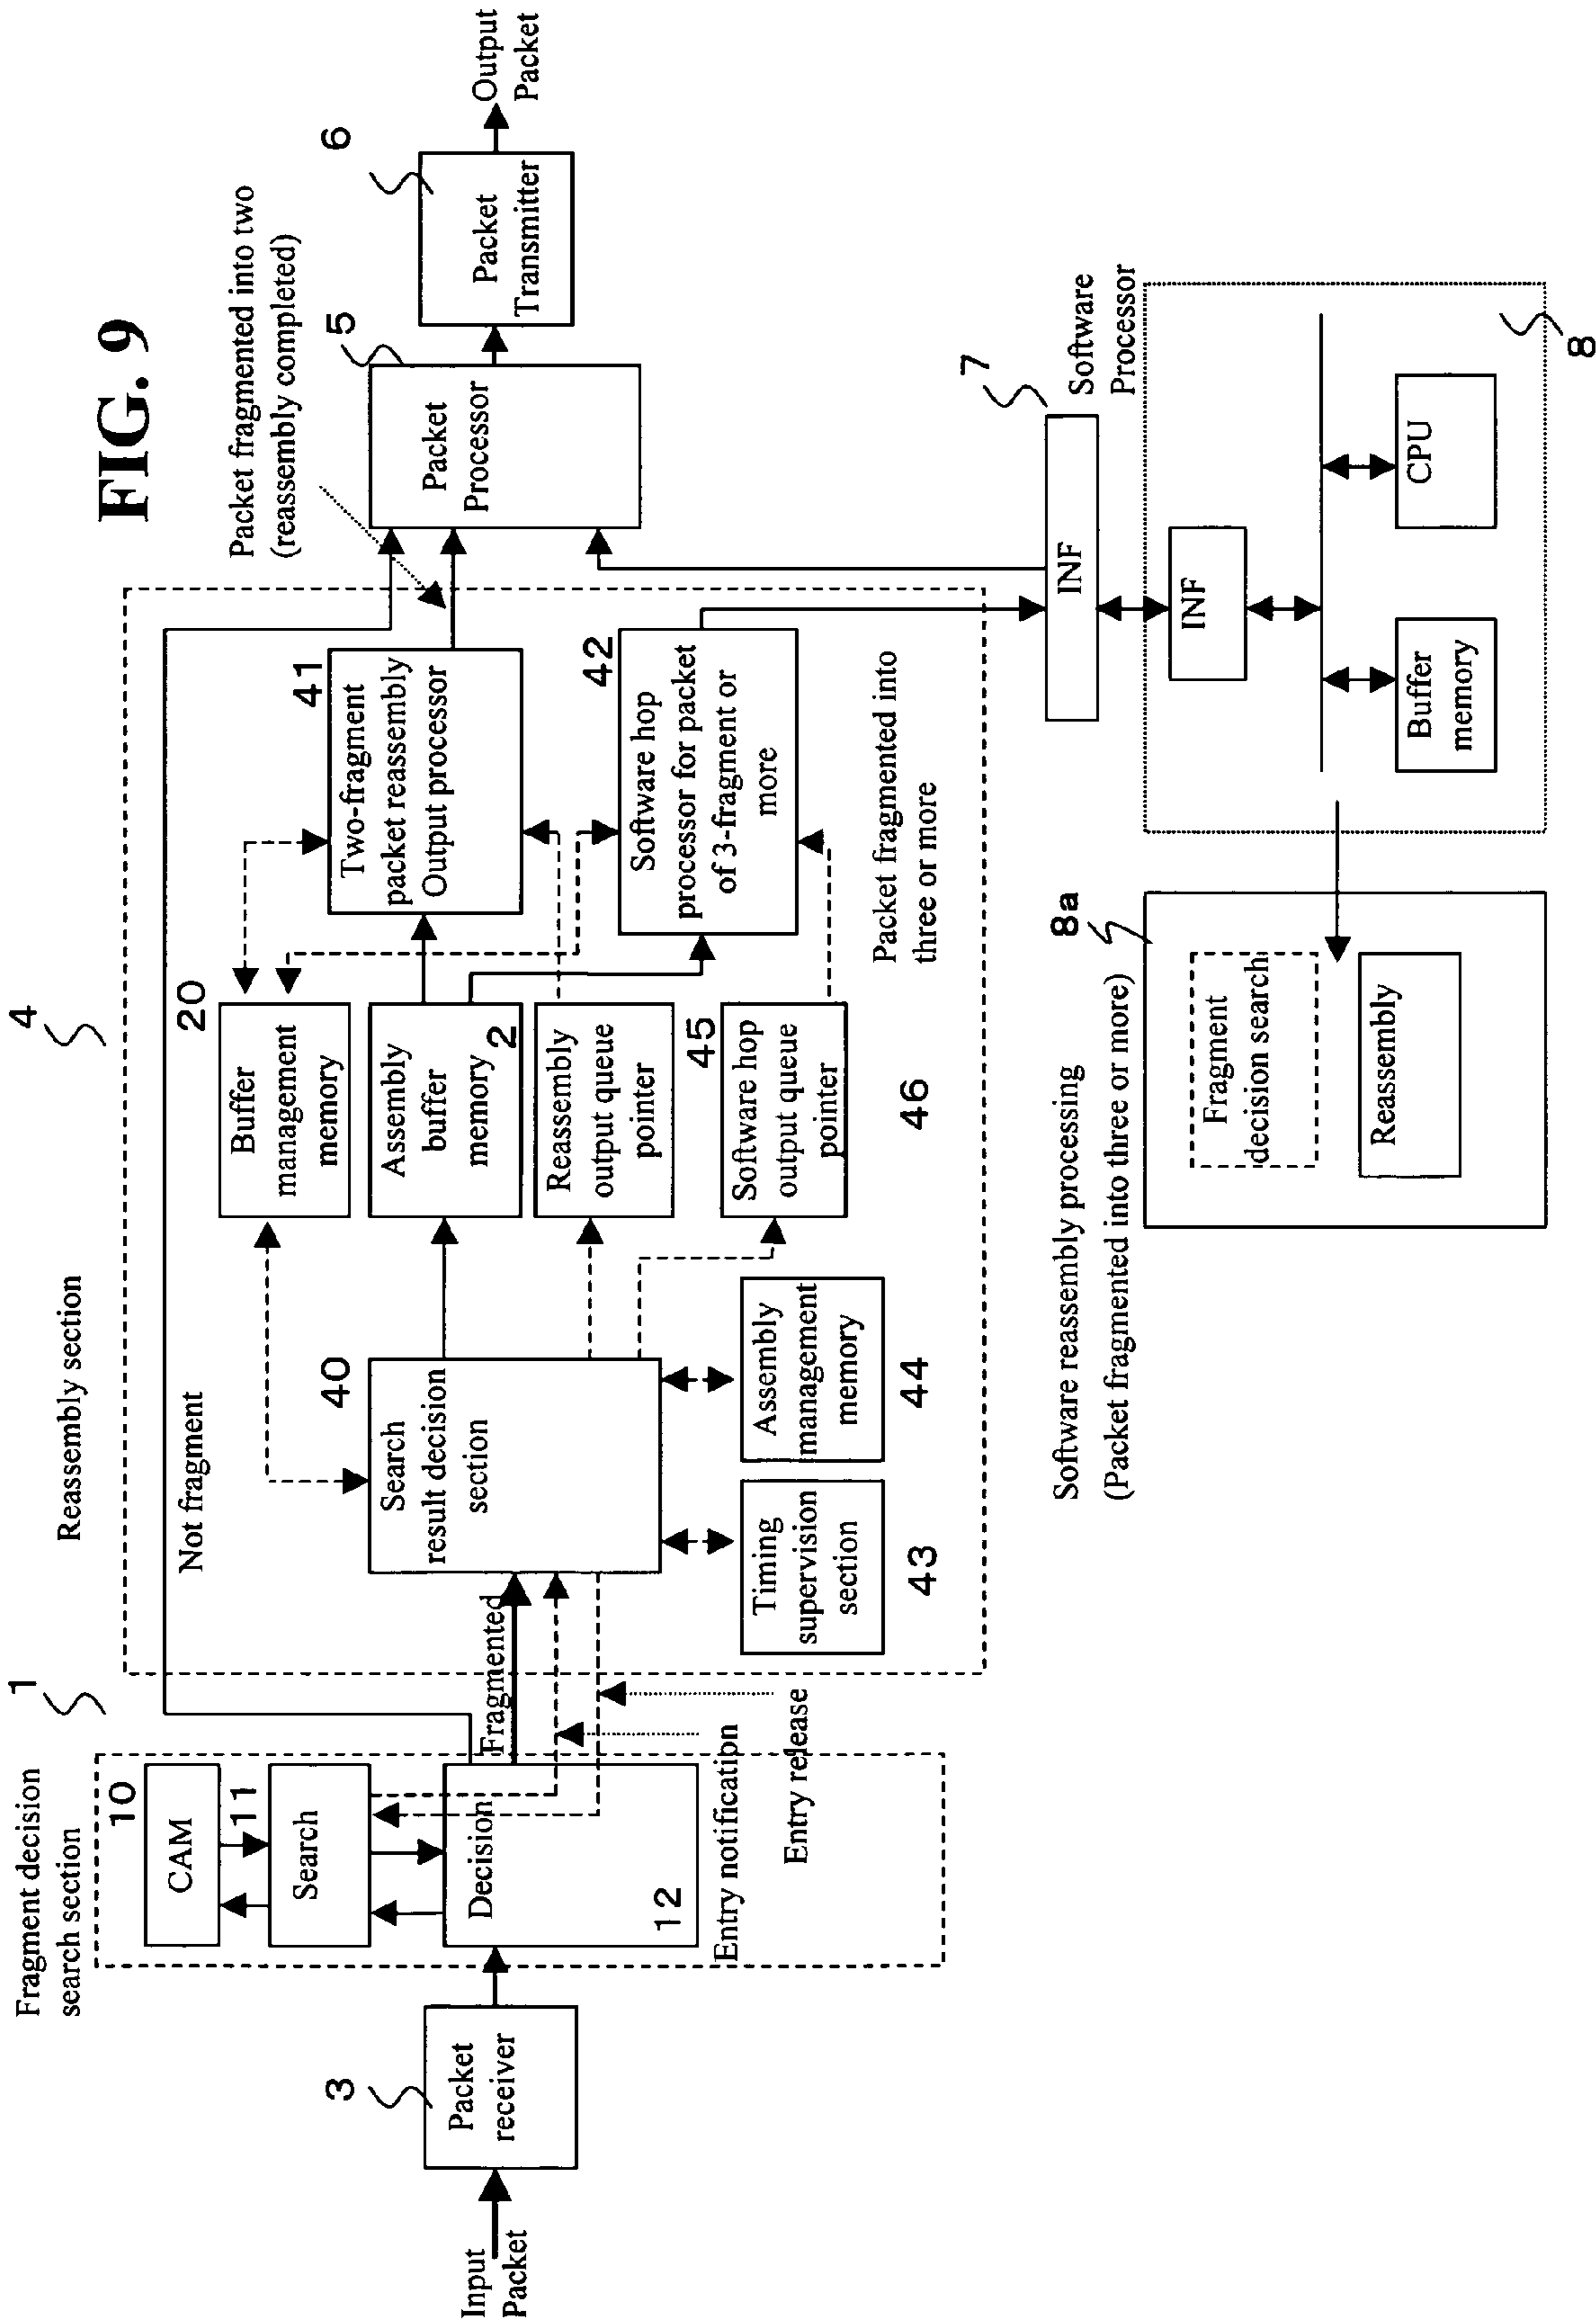 FIG. 9
Fragment decision
search section
1
Reassembly section
4
Packet fragmented into two
(reassembly completed)
Input
Packet
3
Packet
receiver
10
CAM
11
Search
Decision
12
Not fragment
Fragmented
Entry notification
Entry release
40
Search
result decision
section
Timing
supervision
section
43
Assembly
management
memory
44
20
Buffer
management
memory
Assembly
buffer
memory
2
Reassembly
output queue
pointer
45
Software hop
output queue
pointer
46
41
Two-fragment
packet reassembly
Output processor
42
Software hop
processor for packet
of 3-fragment or
more
Packet fragmented into
three or more
5
Packet
Processor
6
Packet
Transmitter
Output
Packet
7
INF
Software
Processor
INF
Buffer
memory
CPU
8
Software reassembly processing
(Packet fragmented into three or more)
8a
Fragment
decision search
Reassembly